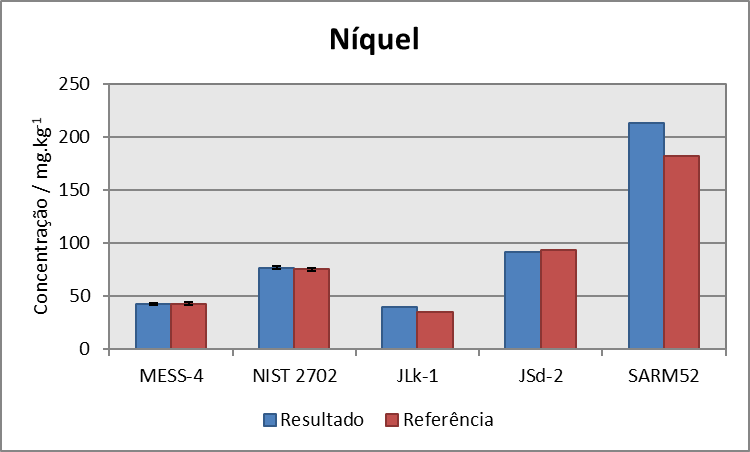 Níquel
Concentração / mg.kg⁻¹
250
200
150
100
50
0
MESS-4 NIST 2702 JLk-1 JSd-2 SARM52
Resultado Referência